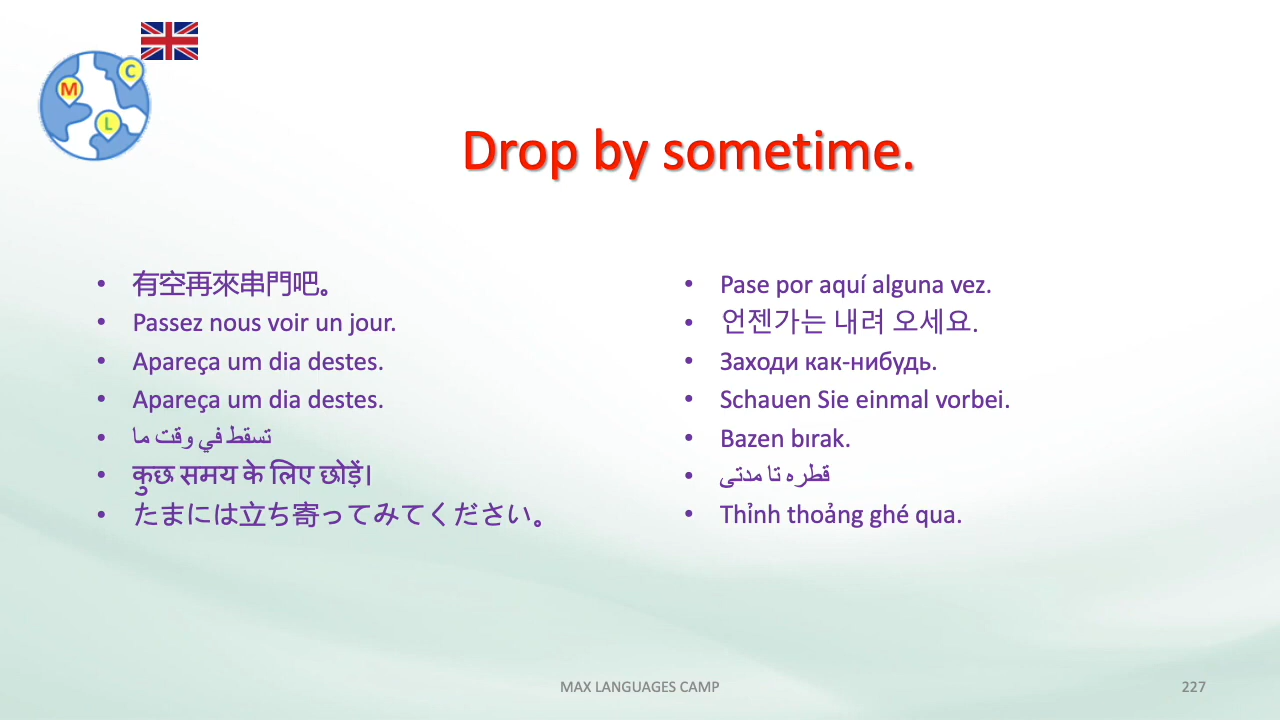 C
M
L
Drop by sometime.
有空再來串門吧。
Passez nous voir un jour.
Apareça um dia destes.
Apareça um dia destes.
تسقط في وقت ما
कुछ समय के लिए छोड़ें।
たまには立ち寄ってみてください。
Pase por aquí alguna vez.
언젠가는 내려 오세요.
Заходи как-нибудь.
Schauen Sie einmal vorbei.
Bazen bırak.
قطره تا مدتی
Thỉnh thoảng ghé qua.
MAX LANGUAGES CAMP
227